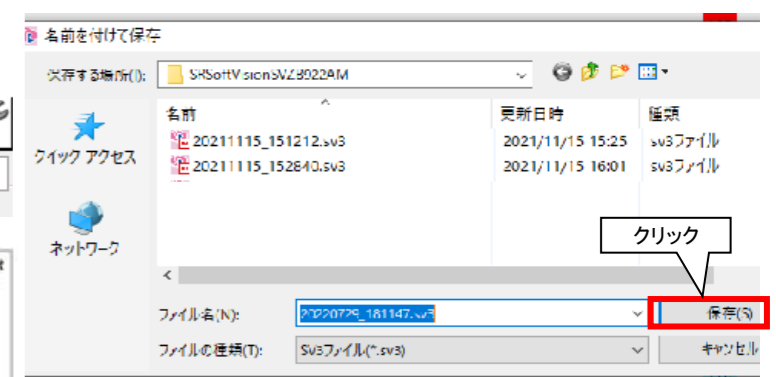 名前を付けて保存
保存する場所(I): SRSoftVisionSVZB922AM
名前 更新日時 種類
20211115_151212.sv3 2021/11/15 15:25 sv3ファイル
20211115_152840.sv3 2021/11/15 16:01 sv3ファイル
クイック アクセス
ネットワーク
クリック
ファイル名(N): 20220729_181147.sv3 保存(S)
ファイルの種類(T): SV3ファイル(*.sv3) キャンセル